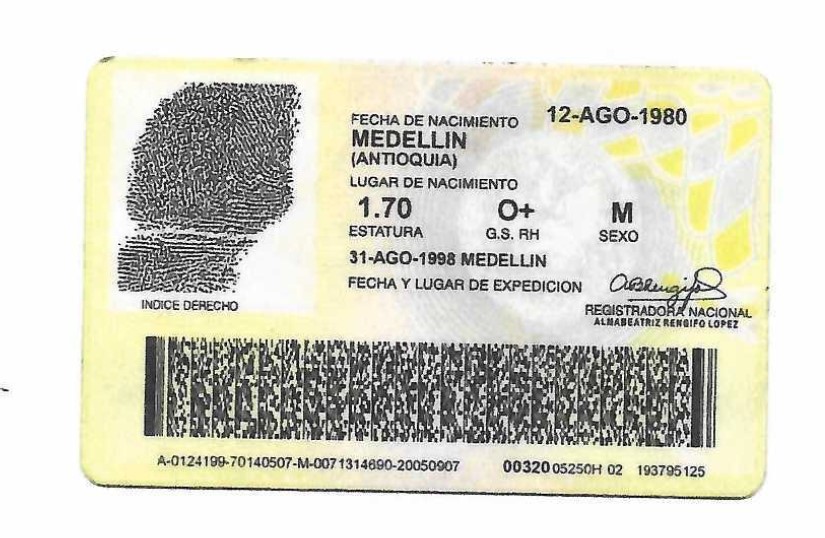 FECHA DE NACIMIENTO 12-AGO-1980
MEDELLIN
(ANTIOQUIA)
LUGAR DE NACIMIENTO
1.70 O+ M
ESTATURA G.S. RH SEXO
31-AGO-1998 MEDELLIN
FECHA Y LUGAR DE EXPEDICION
INDICE DERECHO
REGISTRADORA NACIONAL
ALMABEATRIZ RENGIFO LOPEZ
A-0124199-70140507-M-0071314690-20050907 00320 05250H 02 193795125